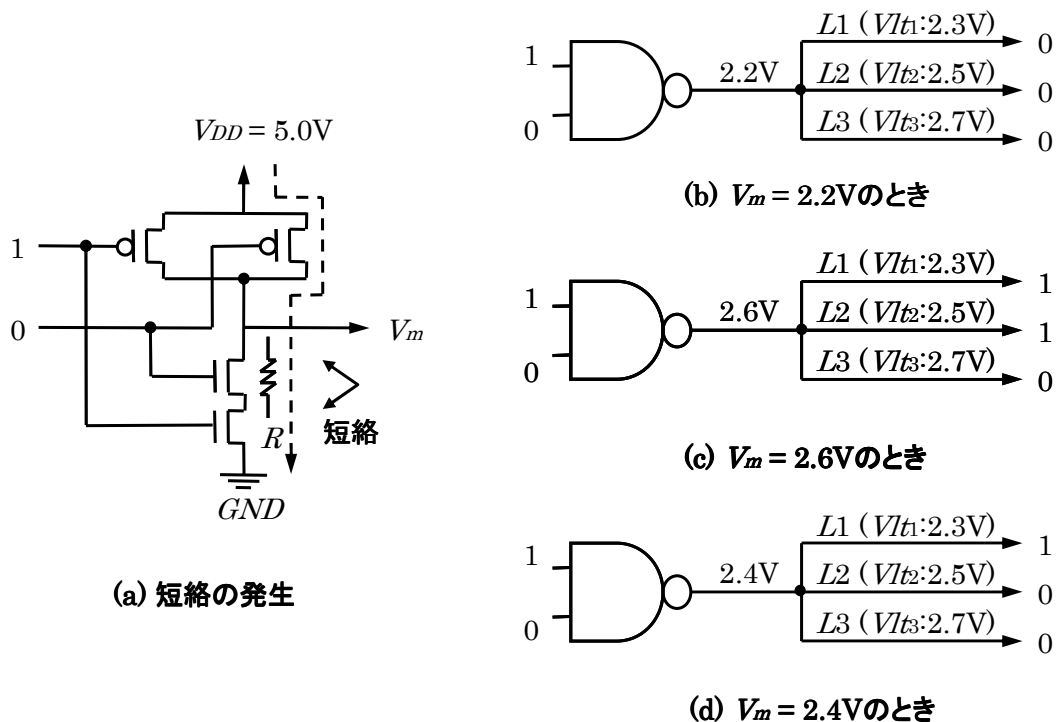 VDD = 5.0V
1
0
Vm
R
短絡
GND
(a) 短絡の発生
1
0
2.2V
L1 (Vlt1:2.3V)
0
L2 (Vlt2:2.5V)
0
L3 (Vlt3:2.7V)
0
(b) Vm = 2.2Vのとき
1
0
2.6V
L1 (Vlt1:2.3V)
1
L2 (Vlt2:2.5V)
1
L3 (Vlt3:2.7V)
0
(c) Vm = 2.6Vのとき
1
0
2.4V
L1 (Vlt1:2.3V)
1
L2 (Vlt2:2.5V)
0
L3 (Vlt3:2.7V)
0
(d) Vm = 2.4Vのとき